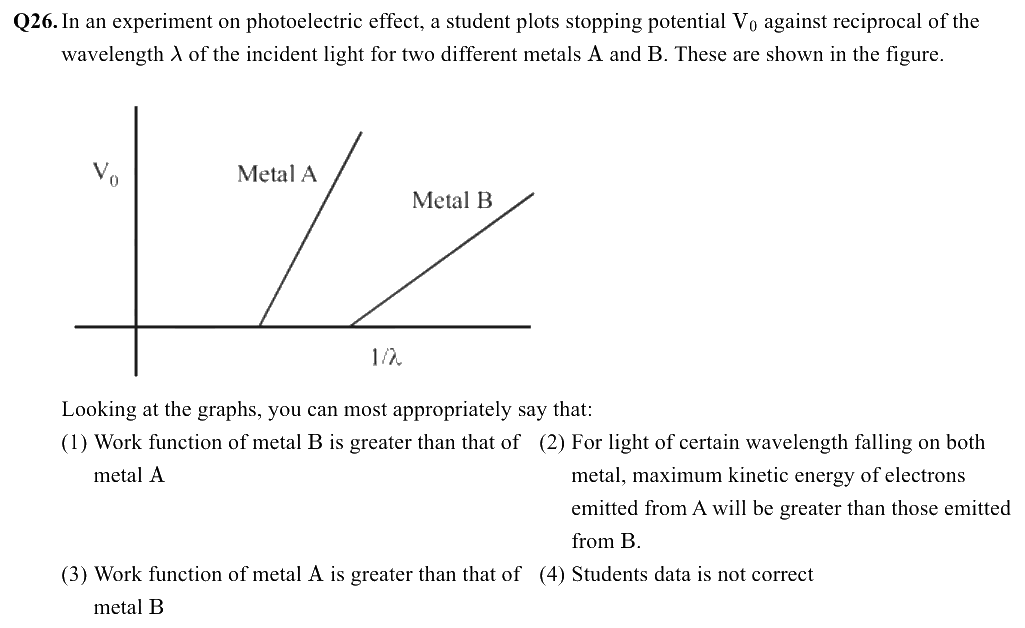 Q26. In an experiment on photoelectric effect, a student plots stopping potential V₀ against reciprocal of the
wavelength λ of the incident light for two different metals A and B. These are shown in the figure.
V₀
Metal A
Metal B
1/λ
Looking at the graphs, you can most appropriately say that:
(1) Work function of metal B is greater than that of
metal A
(2) For light of certain wavelength falling on both
metal, maximum kinetic energy of electrons
emitted from A will be greater than those emitted
from B.
(3) Work function of metal A is greater than that of
metal B
(4) Students data is not correct